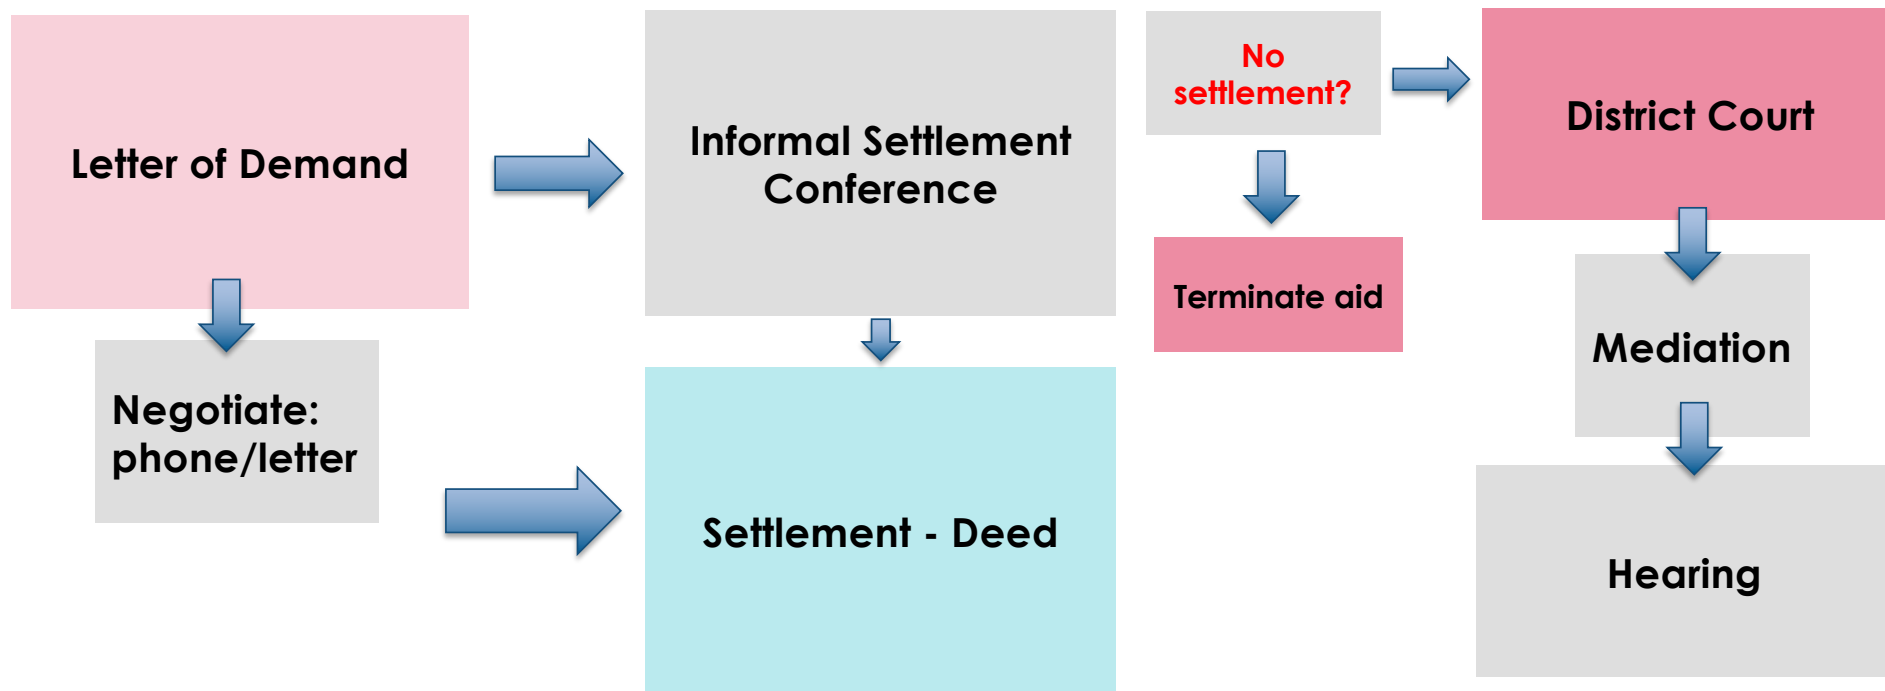 Letter of Demand
Negotiate:
phone/letter
Informal Settlement
Conference
Settlement - Deed
No
settlement?
Terminate aid
District Court
Mediation
Hearing